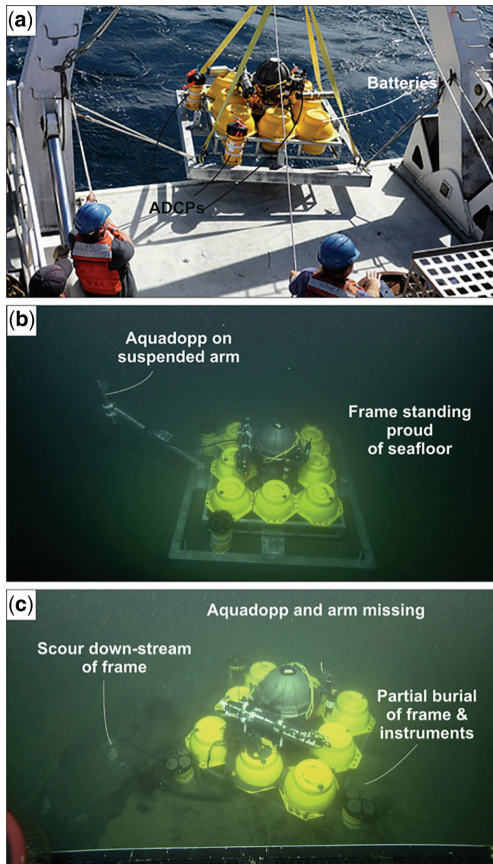 (a)
Batteries
ADCPs
(b)
Aquadopp on
suspended arm
Frame standing
proud
of seafloor
(c)
Aquadopp and arm missing
Scour down-stream
of frame
Partial burial
of frame &
instruments